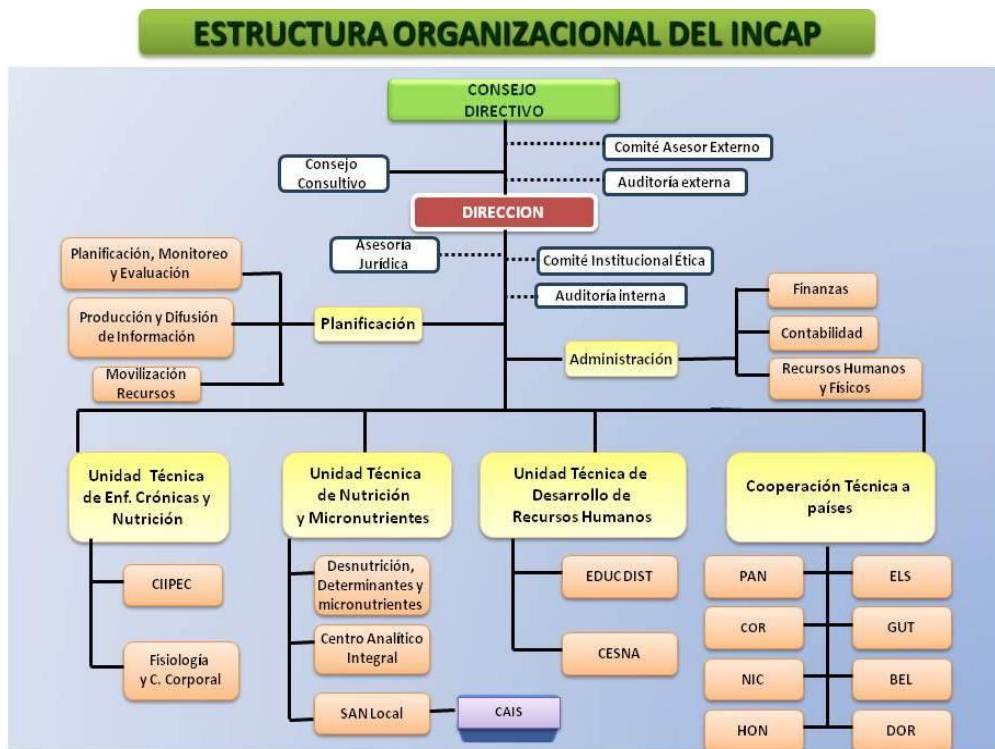 ESTRUCTURA ORGANIZACIONAL DEL INCAP
CONSEJO
DIRECTIVO
Comité Asesor Externo
Consejo
Consultivo
Auditoría externa
DIRECCION
Asesoría
Jurídica
Comité Institucional Ética
Auditoría interna
Planificación, Monitoreo
y Evaluación
Producción y Difusión
de Información
Movilización
Recursos
Planificación
Administración
Finanzas
Contabilidad
Recursos Humanos
y Físicos
Unidad Técnica
de Enf. Crónicas y
Nutrición
Unidad Técnica
de Nutrición
y Micronutrientes
Unidad Técnica de
Desarrollo de
Recursos Humanos
Cooperación Técnica a
países
CIIPEC
Fisiología
y C. Corporal
Desnutrición,
Determinantes y
micronutrientes
Centro Analítico
Integral
SAN Local
CAIS
EDUC DIST
CESNA
PAN
ELS
COR
GUT
NIC
BEL
HON
DOR